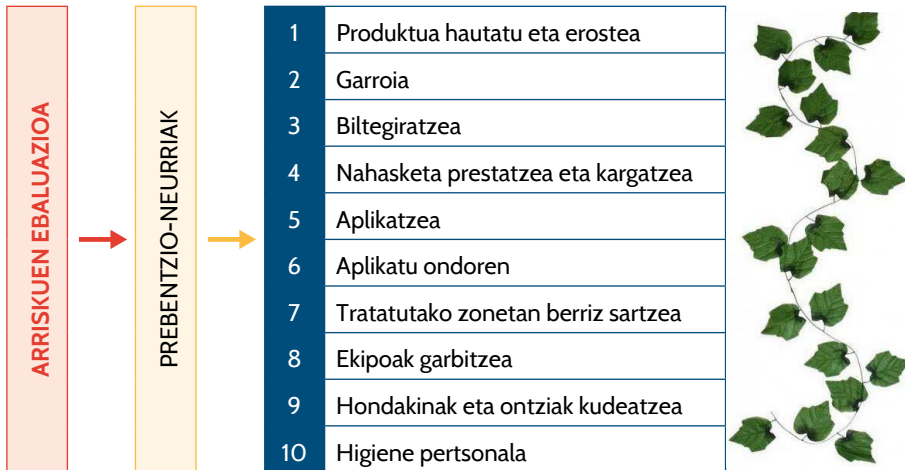 ARRISKUEN EBALUAZIOA
PREBENTZIO-NEURRIAK
1 Produktua hautatu eta erostea
2 Garroia
3 Biltegiratzea
4 Nahasketa prestatzea eta kargatzea
5 Aplikatzea
6 Aplikatu ondoren
7 Tratatutako zonetan berriz sartzea
8 Ekipoak garbitzea
9 Hondakinak eta ontziak kudeatzea
10 Higiene pertsonala